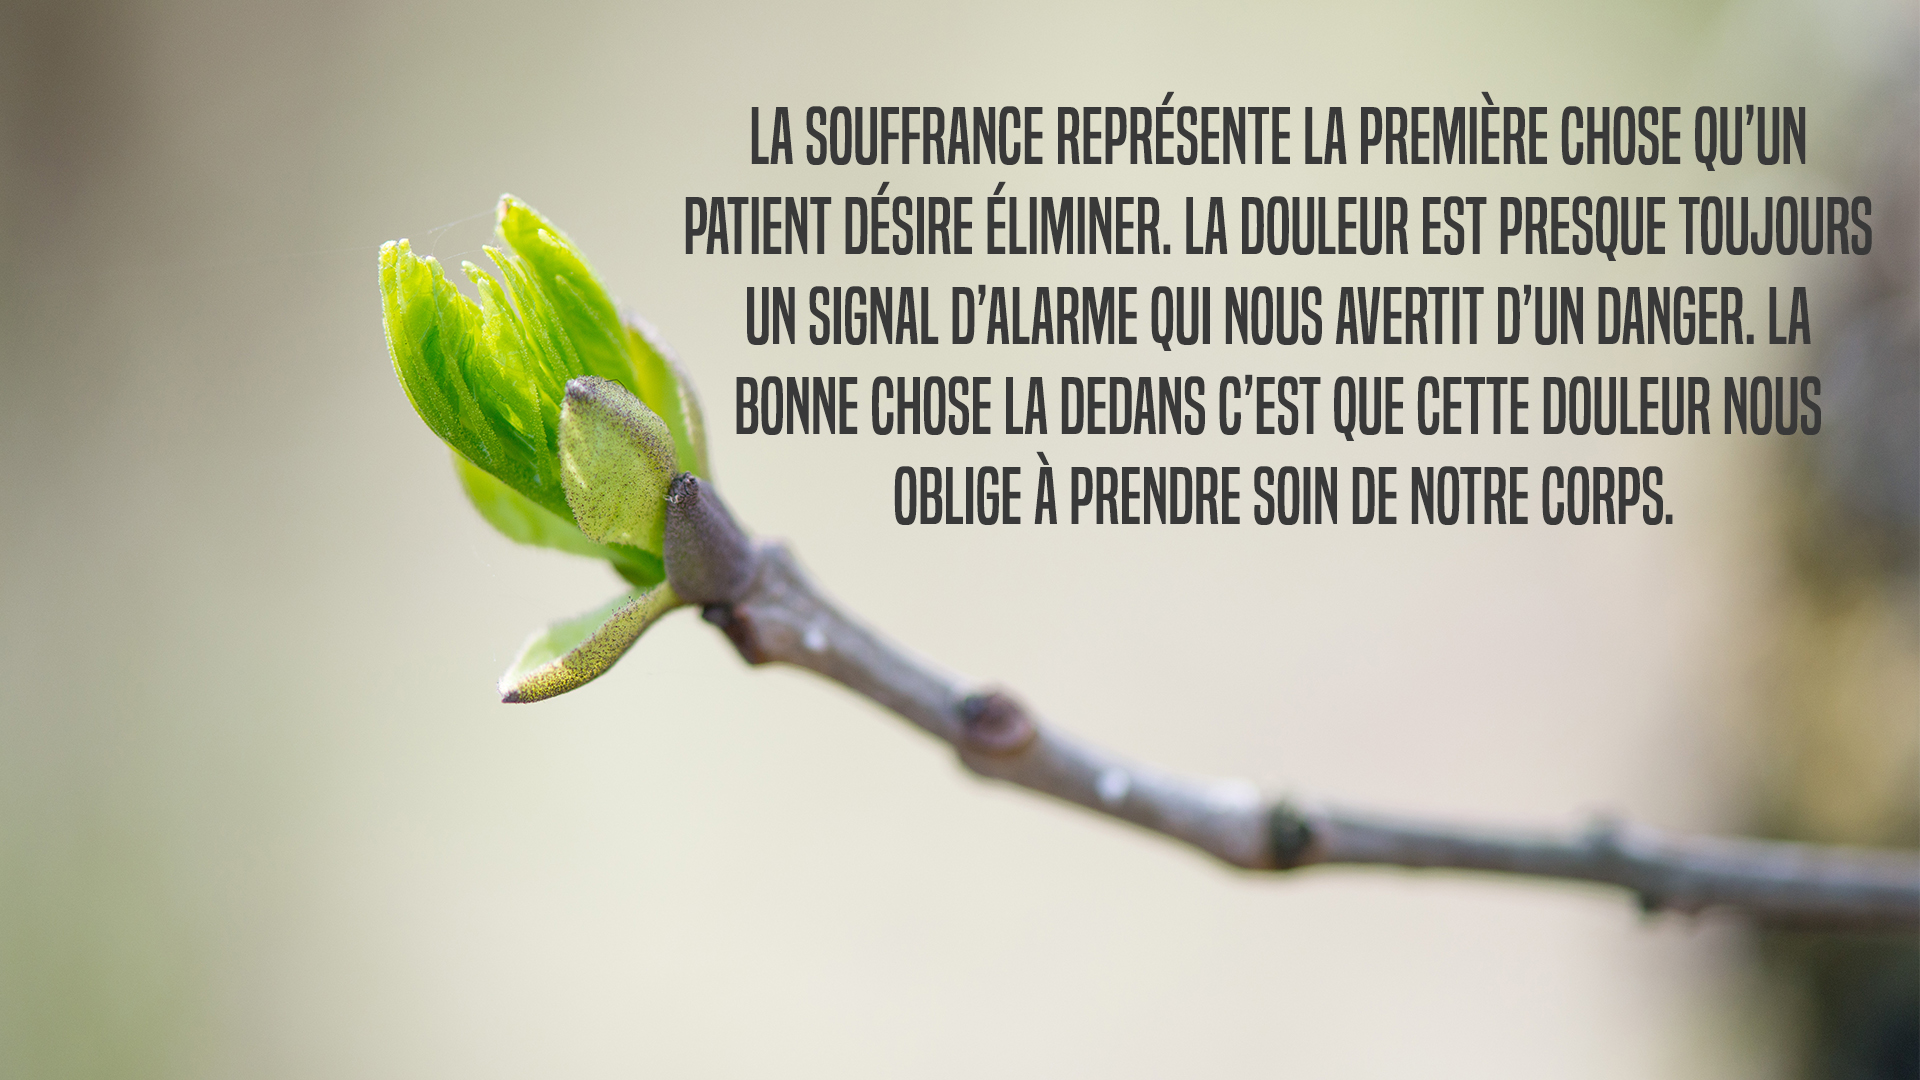 LA SOUFFRANCE REPRÉSENTE LA PREMIÈRE CHOSE QU’UN
PATIENT DÉSIRE ÉLIMINER. LA DOULEUR EST PRESQUE TOUJOURS
UN SIGNAL D’ALARME QUI NOUS AVERTIT D’UN DANGER. LA
BONNE CHOSE LA DEDANS C’EST QUE CETTE DOULEUR NOUS
OBLIGE À PRENDRE SOIN DE NOTRE CORPS.